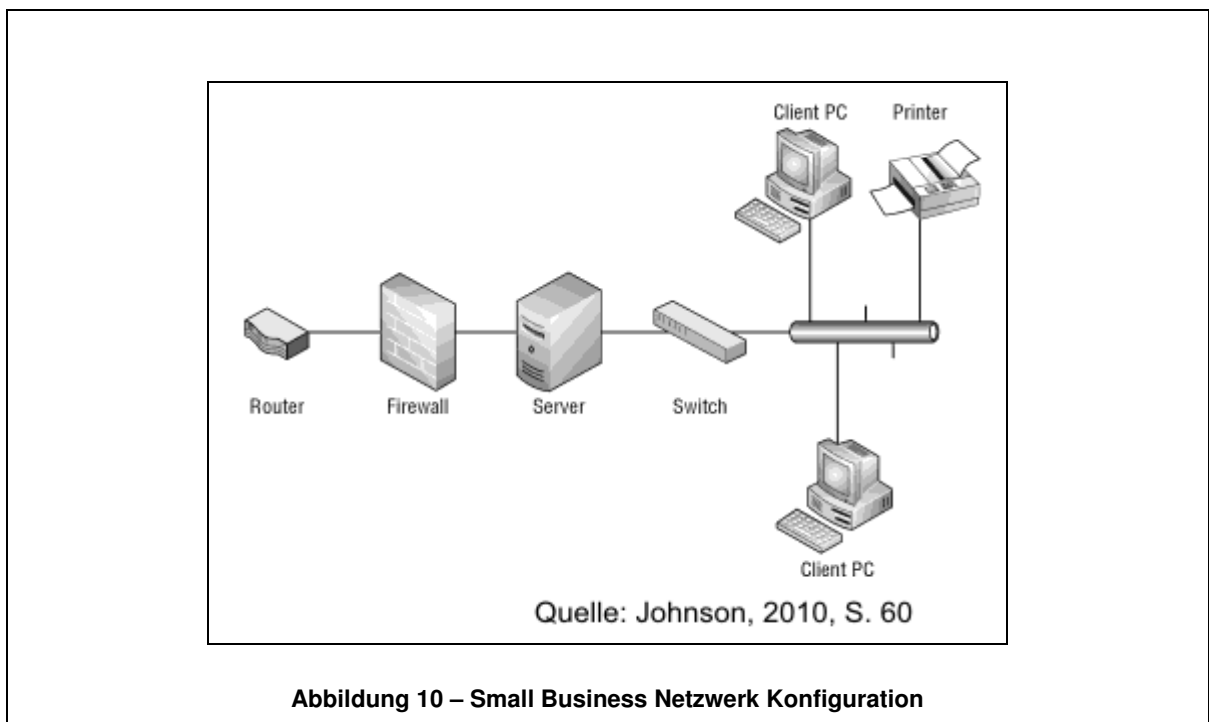 Client PC Printer
Router Firewall Server Switch
Client PC
Quelle: Johnson, 2010, S. 60
Abbildung 10 – Small Business Netzwerk Konfiguration